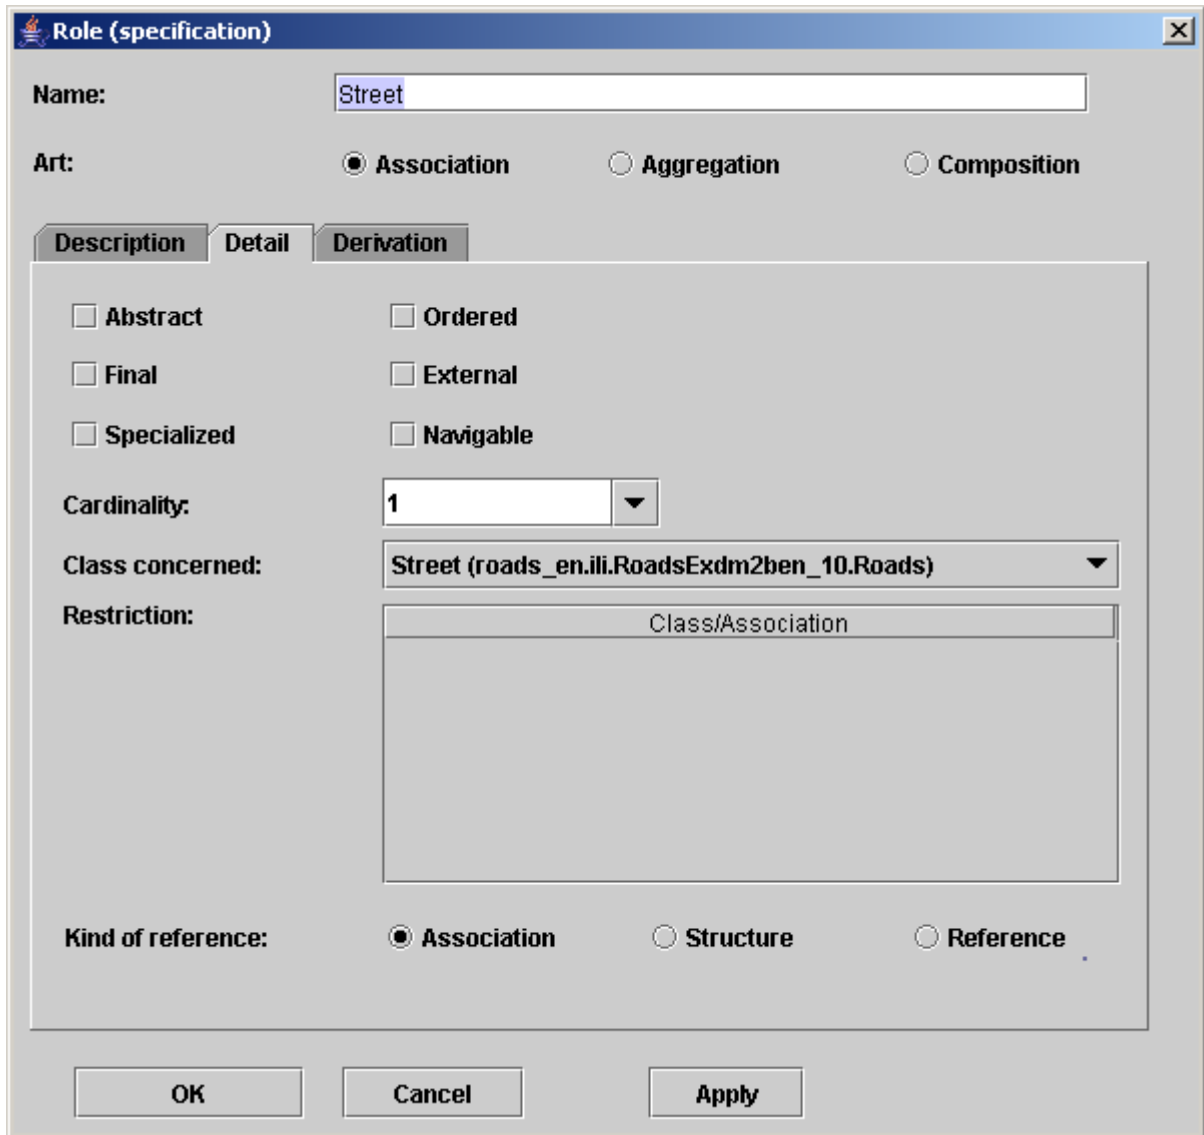 Role (specification)
Name: Street
Art: Association Aggregation Composition
Description Detail Derivation
Abstract Ordered
Final External
Specialized Navigable
Cardinality: 1
Class concerned: Street (roads_en.ili.RoadsExdm2ben_10.Roads)
Restriction: Class/Association
Kind of reference: Association Structure Reference
OK Cancel Apply